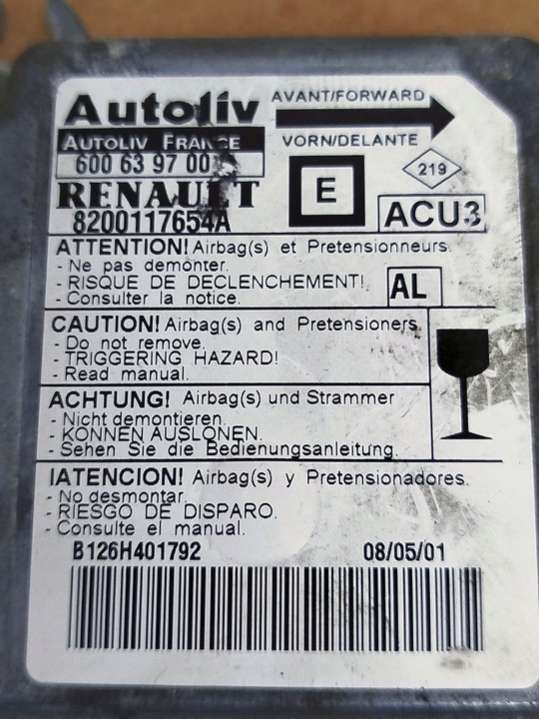 Autoliv
AVANT/FORWARD
AUTOLIV FRANCE
VORN/DELANTE
600 63 97 00
219
RENAULT
E
8200117654A
ACU3
ATTENTION! Airbag(s) et Pretensionneurs.
- Ne pas demonter.
- RISQUE DE DECLENCHEMENT!
- Consulter la notice.
AL
CAUTION! Airbag(s) and Pretensioners.
- Do not remove.
- TRIGGERING HAZARD!
- Read manual.
ACHTUNG! Airbag(s) und Strammer
- Nicht demontieren.
- KONNEN AUSLONEN.
- Sehen Sie die Bedienungsanleitung.
IATENCION! Airbag(s) y Pretensionadores.
- No desmontar.
- RIESGO DE DISPARO.
- Consulte el manual.
B126H401792
08/05/01